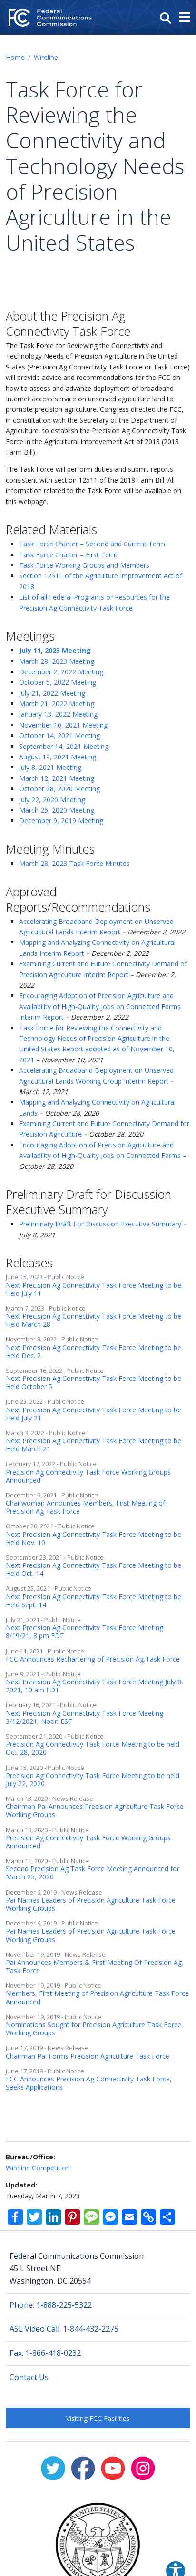 Federal
Communications
Commission
Home / Wireline
Task Force for
Reviewing the
Connectivity and
Technology Needs
of Precision
Agriculture in the
United States
About the Precision Ag
Connectivity Task Force
The Task Force for Reviewing the Connectivity and
Technology Needs of Precision Agriculture in the United
States (Precision Ag Connectivity Task Force or Task Force)
will provide advice and recommendations for the FCC on
how to assess and advance deployment of broadband
Internet access service on unserved agricultural land and
promote precision agriculture. Congress directed the FCC,
in consultation with the Secretary of the Department of
Agriculture, to establish the Precision Ag Connectivity Task
Force in the Agricultural Improvement Act of 2018 (2018
Farm Bill).
The Task Force will perform duties and submit reports
consistent with section 12511 of the 2018 Farm Bill. All
information related to the Task Force will be available on
this webpage.
Related Materials
Task Force Charter – Second and Current Term
Task Force Charter – First Term
Task Force Working Groups and Members
Section 12511 of the Agriculture Improvement Act of
2018
List of all Federal Programs or Resources for the
Precision Ag Connectivity Task Force
Meetings
July 11, 2023 Meeting
March 28, 2023 Meeting
December 2, 2022 Meeting
October 5, 2022 Meeting
July 21, 2022 Meeting
March 21, 2022 Meeting
January 13, 2022 Meeting
November 10, 2021 Meeting
October 14, 2021 Meeting
September 14, 2021 Meeting
August 19, 2021 Meeting
July 8, 2021 Meeting
March 12, 2021 Meeting
October 28, 2020 Meeting
July 22, 2020 Meeting
March 25, 2020 Meeting
December 9, 2019 Meeting
Meeting Minutes
March 28, 2023 Task Force Minutes
Approved
Reports/Recommendations
Accelerating Broadband Deployment on Unserved
Agricultural Lands Interim Report – December 2, 2022
Mapping and Analyzing Connectivity on Agricultural
Lands Interim Report – December 2, 2022
Examining Current and Future Connectivity Demand of
Precision Agriculture Interim Report – December 2,
2022
Encouraging Adoption of Precision Agriculture and
Availability of High-Quality Jobs on Connected Farms
Interim Report – December 2, 2022
Task Force for Reviewing the Connectivity and
Technology Needs of Precision Agriculture in the
United States Report adopted as of November 10,
2021 – November 10, 2021
Accelerating Broadband Deployment on Unserved
Agricultural Lands Working Group Interim Report –
March 12, 2021
Mapping and Analyzing Connectivity on Agricultural
Lands – October 28, 2020
Examining Current and Future Connectivity Demand for
Precision Agriculture – October 28, 2020
Encouraging Adoption of Precision Agriculture and
Availability of High-Quality Jobs on Connected Farms –
October 28, 2020
Preliminary Draft for Discussion
Executive Summary
Preliminary Draft For Discussion Executive Summary –
July 8, 2021
Releases
June 15, 2023 - Public Notice
Next Precision Ag Connectivity Task Force Meeting to be
Held July 11
March 7, 2023 - Public Notice
Next Precision Ag Connectivity Task Force Meeting to be
Held March 28
November 8, 2022 - Public Notice
Next Precision Ag Connectivity Task Force Meeting to be
Held Dec. 2
September 16, 2022 - Public Notice
Next Precision Ag Connectivity Task Force Meeting to be
Held October 5
June 23, 2022 - Public Notice
Next Precision Ag Connectivity Task Force Meeting to be
Held July 21
March 3, 2022 - Public Notice
Next Precision Ag Connectivity Task Force Meeting to be
Held March 21
February 17, 2022 - Public Notice
Precision Ag Connectivity Task Force Working Groups
Announced
December 9, 2021 - Public Notice
Chairwoman Announces Members, First Meeting of
Precision Ag Task Force
October 20, 2021 - Public Notice
Next Precision Ag Connectivity Task Force Meeting to be
Held Nov. 10
September 23, 2021 - Public Notice
Next Precision Ag Connectivity Task Force Meeting to be
Held Oct. 14
August 25, 2021 - Public Notice
Next Precision Ag Connectivity Task Force Meeting to be
Held Sept. 14
July 21, 2021 - Public Notice
Next Precision Ag Connectivity Task Force Meeting
8/19/21, 3 pm EDT
June 11, 2021 - Public Notice
FCC Announces Rechartering of Precision Ag Task Force
June 9, 2021 - Public Notice
Next Precision Ag Connectivity Task Force Meeting July 8,
2021, 10 am EDT
February 16, 2021 - Public Notice
Next Precision Ag Connectivity Task Force Meeting
3/12/2021, Noon EST
September 21, 2020 - Public Notice
Precision Ag Connectivity Task Force Meeting to be held
Oct. 28, 2020
June 15, 2020 - Public Notice
Precision Ag Connectivity Task Force Meeting to be held
July 22, 2020
March 13, 2020 - News Release
Chairman Pai Announces Precision Agriculture Task Force
Working Groups
March 13, 2020 - Public Notice
Precision Ag Connectivity Task Force Working Groups
Announced
March 11, 2020 - Public Notice
Second Precision Ag Task Force Meeting Announced for
March 25, 2020
December 6, 2019 - News Release
Pai Names Leaders of Precision Agriculture Task Force
Working Groups
December 6, 2019 - Public Notice
Pai Names Leaders of Precision Agriculture Task Force
Working Groups
November 19, 2019 - News Release
Pai Announces Members & First Meeting Of Precision Ag
Task Force
November 19, 2019 - Public Notice
Members, First Meeting of Precision Agriculture Task Force
Announced
November 19, 2019 - Public Notice
Nominations Sought for Precision Agriculture Task Force
Working Groups
June 17, 2019 - News Release
Chairman Pai Forms Precision Agriculture Task Force
June 17, 2019 - Public Notice
FCC Announces Precision Ag Connectivity Task Force,
Seeks Applications
Bureau/Office:
Wireline Competition
Updated:
Tuesday, March 7, 2023
Federal Communications Commission
45 L Street NE
Washington, DC 20554
Phone: 1-888-225-5322
ASL Video Call: 1-844-432-2275
Fax: 1-866-418-0232
Contact Us
Visiting FCC Facilities